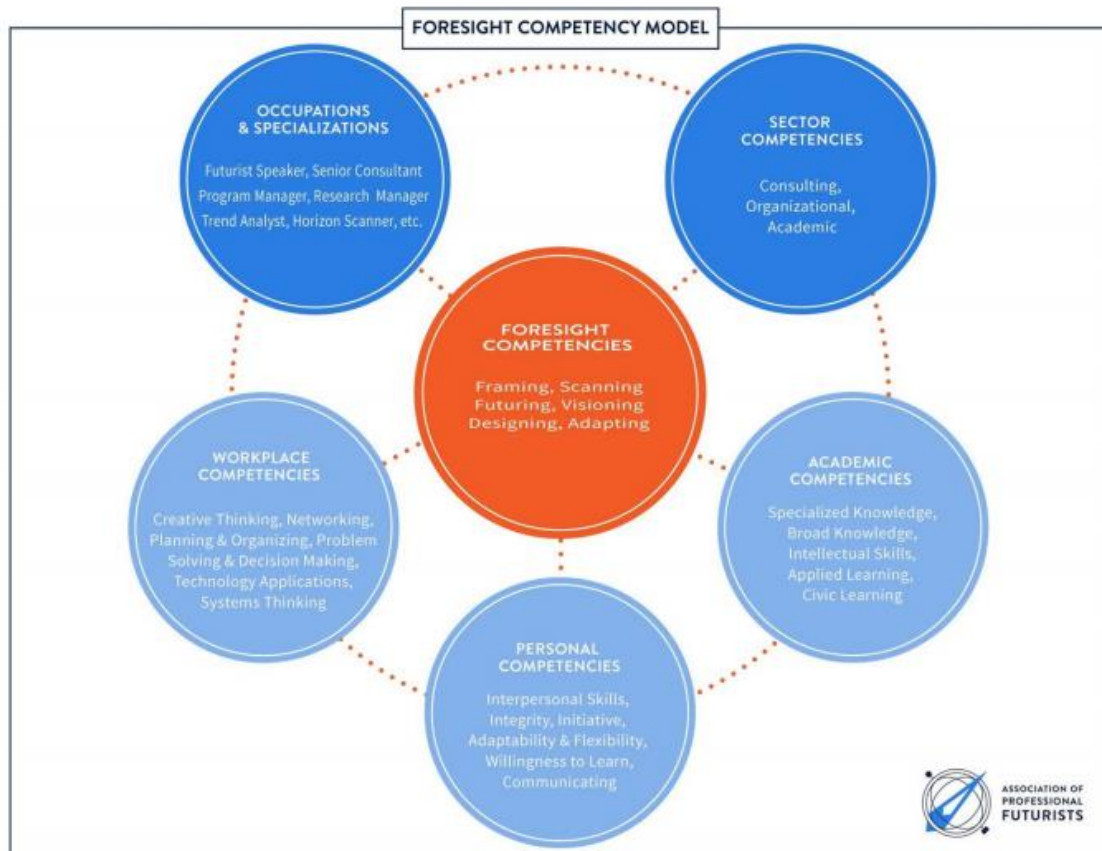 FORESIGHT COMPETENCY MODEL
OCCUPATIONS
& SPECIALIZATIONS
Futurist Speaker, Senior Consultant
Program Manager, Research Manager
Trend Analyst, Horizon Scanner, etc.
SECTOR
COMPETENCIES
Consulting,
Organizational,
Academic
FORESIGHT
COMPETENCIES
Framing, Scanning
Futuring, Visioning
Designing, Adapting
WORKPLACE
COMPETENCIES
Creative Thinking, Networking,
Planning & Organizing, Problem
Solving & Decision Making,
Technology Applications,
Systems Thinking
ACADEMIC
COMPETENCIES
Specialized Knowledge,
Broad Knowledge,
Intellectual Skills,
Applied Learning,
Civic Learning
PERSONAL
COMPETENCIES
Interpersonal Skills,
Integrity, Initiative,
Adaptability & Flexibility,
Willingness to Learn,
Communicating
ASSOCIATION OF
PROFESSIONAL
FUTURISTS